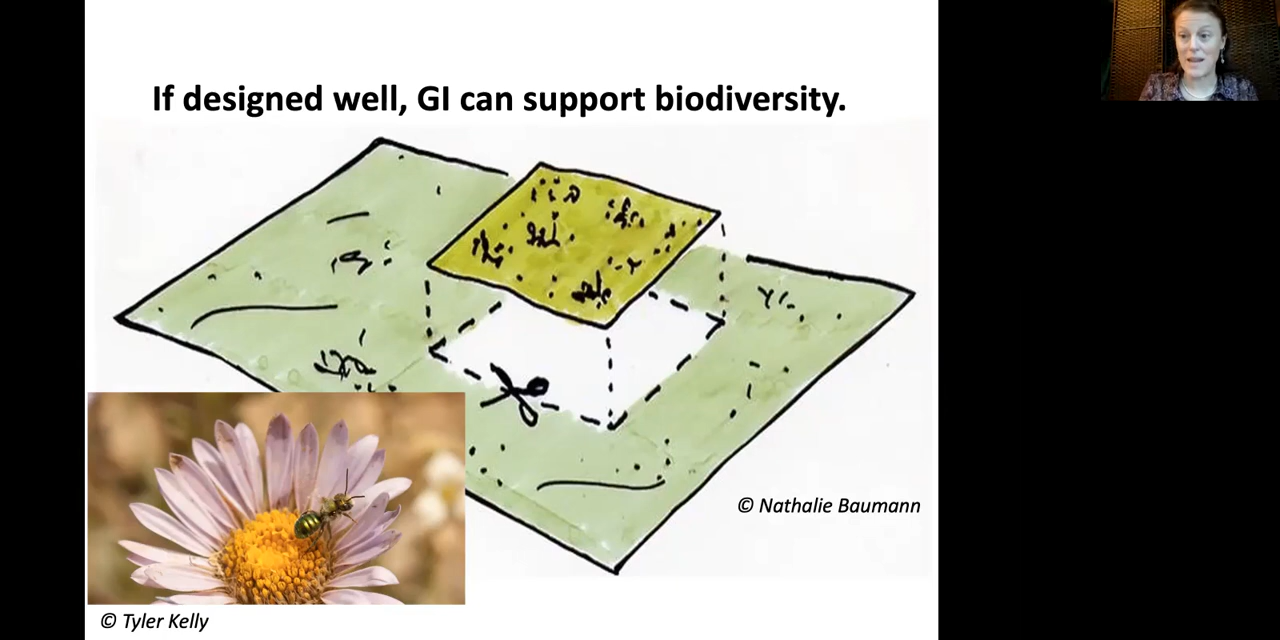 If designed well, GI can support biodiversity.
© Nathalie Baumann
© Tyler Kelly